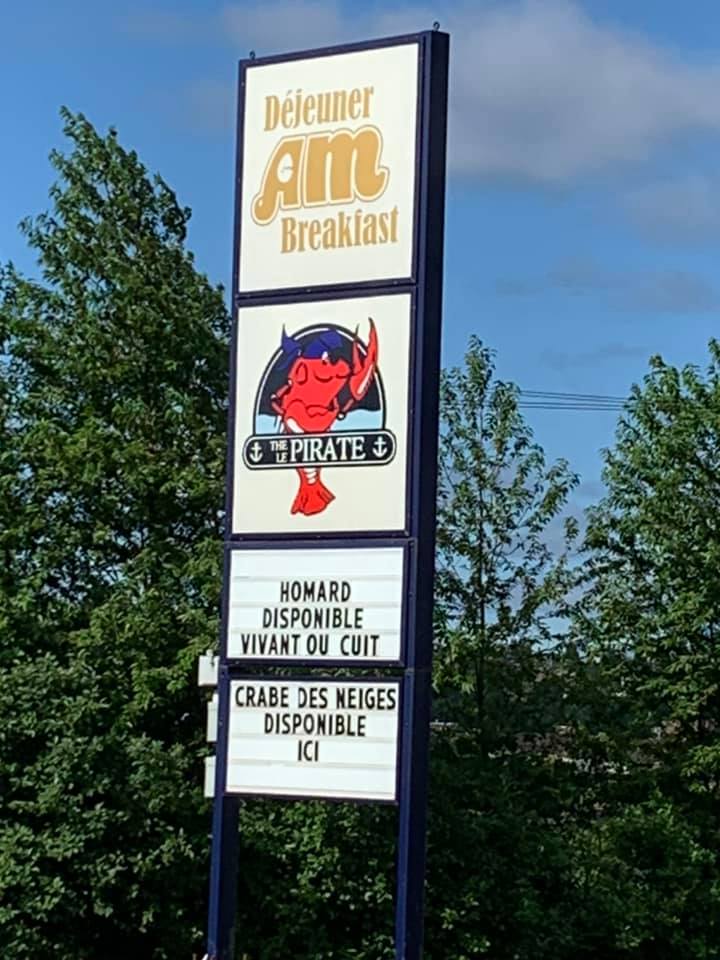 Déjeuner
AM
Breakfast
THE
LE PIRATE
HOMARD
DISPONIBLE
VIVANT OU CUIT
CRABE DES NEIGES
DISPONIBLE
ICI